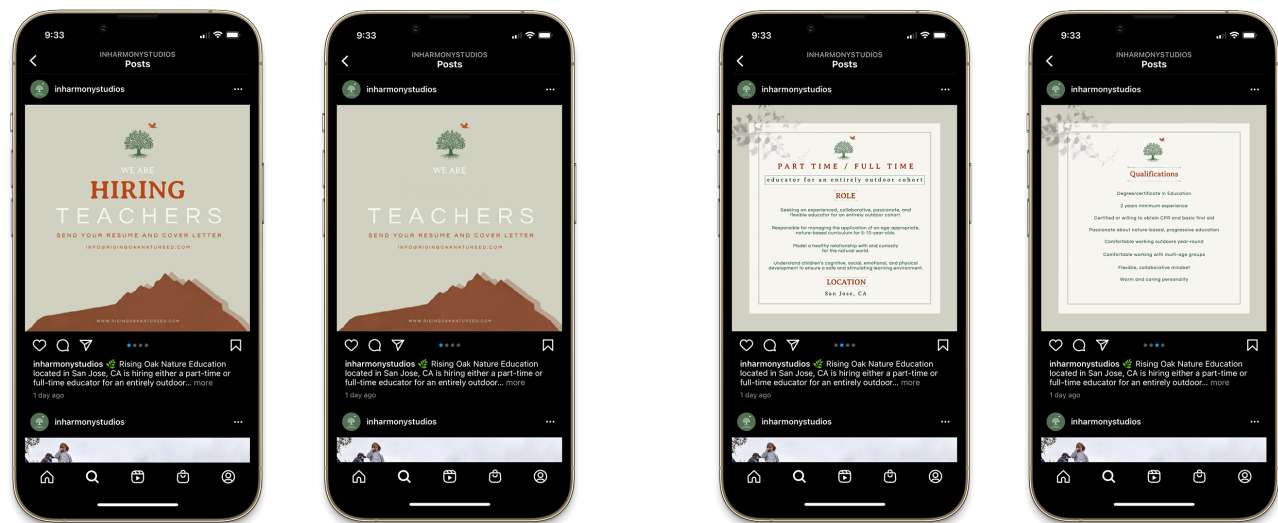 9:33
INHARMONYSTUDIOS
Posts
inharmonystudios
WE ARE
HIRING
TEACHERS
SEND YOUR RESUME AND COVER LETTER
INFO@RISINGOAKNATUREED.COM
WWW.RISINGOAKNATUREED.COM
inharmonystudios 🌿 Rising Oak Nature Education
located in San Jose, CA is hiring either a part-time or
full-time educator for an entirely outdoor... more
1 day ago
inharmonystudios
9:33
INHARMONYSTUDIOS
Posts
inharmonystudios
WE ARE
TEACHERS
SEND YOUR RESUME AND COVER LETTER
INFO@RISINGOAKNATUREED.COM
WWW.RISINGOAKNATUREED.COM
inharmonystudios 🌿 Rising Oak Nature Education
located in San Jose, CA is hiring either a part-time or
full-time educator for an entirely outdoor... more
1 day ago
inharmonystudios
9:33
INHARMONYSTUDIOS
Posts
inharmonystudios
PART TIME / FULL TIME
educator for an entirely outdoor cohort
ROLE
Seeking an experienced, collaborative, passionate, and
flexible educator for an entirely outdoor cohort.
Responsible for managing the application of an age-appropriate,
nature-based curriculum for 5-10-year-olds.
Model a healthy relationship with and curiosity
for the natural world.
Understand children's cognitive, social, emotional, and physical
development to ensure a safe and stimulating learning environment.
LOCATION
San Jose, CA
inharmonystudios 🌿 Rising Oak Nature Education
located in San Jose, CA is hiring either a part-time or
full-time educator for an entirely outdoor... more
1 day ago
inharmonystudios
9:33
INHARMONYSTUDIOS
Posts
inharmonystudios
Qualifications
Degree/certificate in Education
2 years minimum experience
Certified or willing to obtain CPR and basic first aid
Passionate about nature-based, progressive education
Comfortable working outdoors year-round
Comfortable working with multi-age groups
Flexible, collaborative mindset
Warm and caring personality
inharmonystudios 🌿 Rising Oak Nature Education
located in San Jose, CA is hiring either a part-time or
full-time educator for an entirely outdoor... more
1 day ago
inharmonystudios